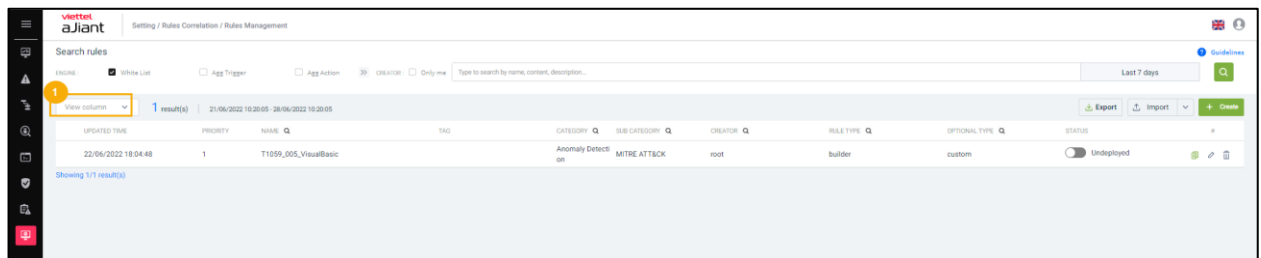 viettel
aJiant
Setting / Rules Correlation / Rules Management
Search rules
Guidelines
ENGINE : White List Agg Trigger Agg Action CREATOR : Only me Type to search by name, content, description... Last 7 days
1
View column 1 result(s) 21/06/2022 10:20:05 - 28/06/2022 10:20:05 Export Import + Create
UPDATED TIME PRIORITY NAME TAG CATEGORY SUB CATEGORY CREATOR RULE TYPE OPTIONAL TYPE STATUS #
22/06/2022 18:04:48 1 T1059_005_VisualBasic Anomaly Detecti MITRE ATT&CK root builder custom Undeployed
on
Showing 1/1 result(s)